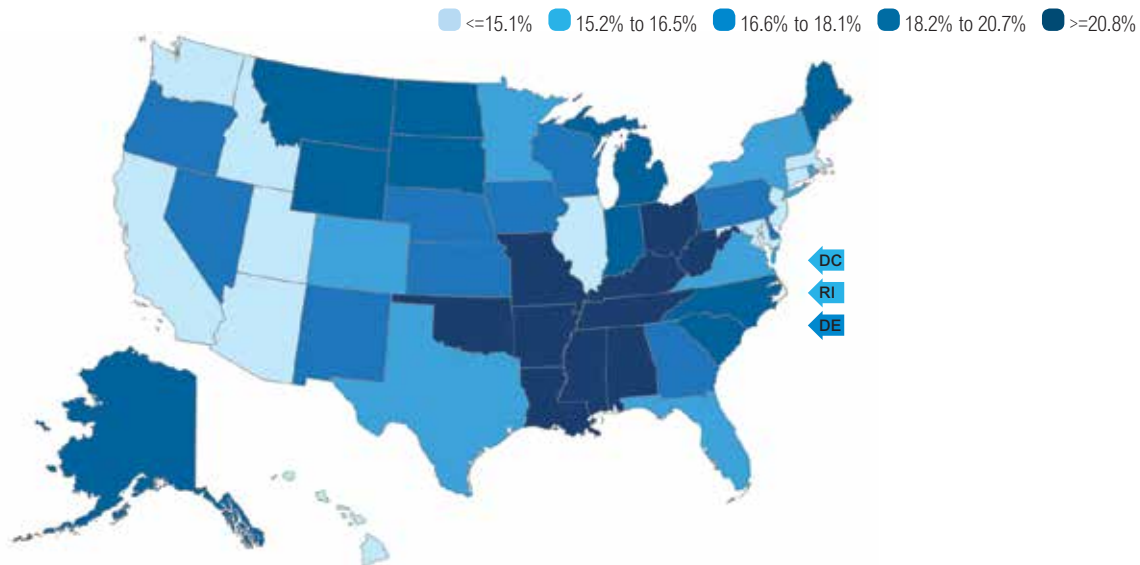 <=15.1% 15.2% to 16.5% 16.6% to 18.1% 18.2% to 20.7% >=20.8%
DC
RI
DE